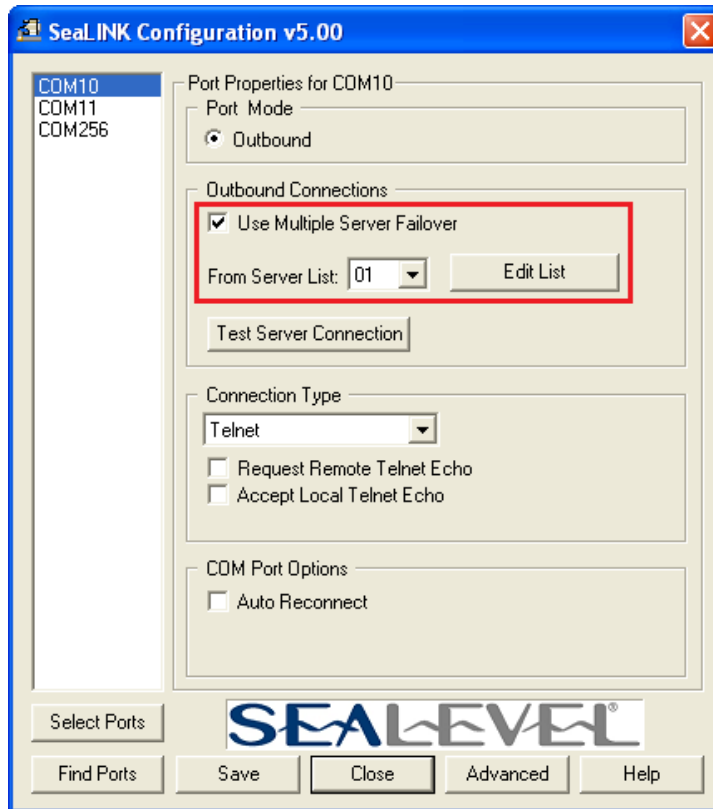 SeaLINK Configuration v5.00
COM10
COM11
COM256
Port Properties for COM10
Port Mode
Outbound
Outbound Connections
Use Multiple Server Failover
From Server List: 01 Edit List
Test Server Connection
Connection Type
Telnet
Request Remote Telnet Echo
Accept Local Telnet Echo
COM Port Options
Auto Reconnect
Select Ports SEALEVEL®
Find Ports Save Close Advanced Help